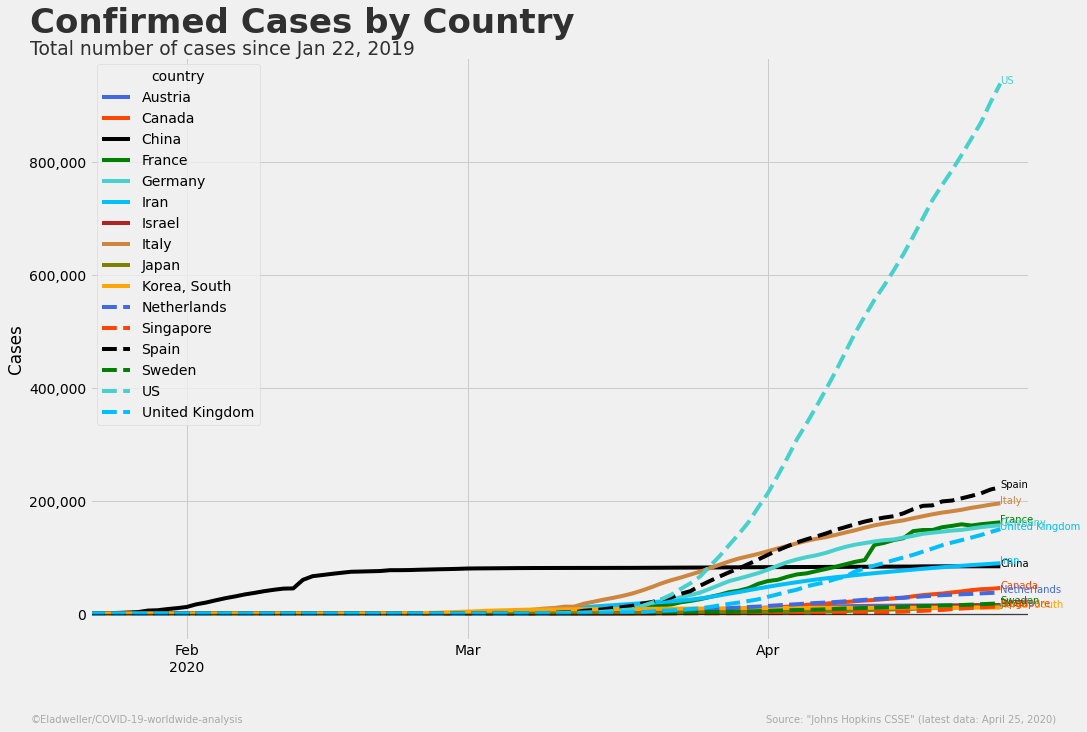 Confirmed Cases by Country
Total number of cases since Jan 22, 2019
country
Austria
Canada
China
France
Germany
Iran
Israel
Italy
Japan
Korea, South
Netherlands
Singapore
Spain
Sweden
US
United Kingdom
Cases
800,000
600,000
400,000
200,000
0
Feb
2020
Mar
Apr
US
Spain
Italy
France
United Kingdom
Iran
China
Canada
Netherlands
Sweden
©Eladweller/COVID-19-worldwide-analysis
Source: "Johns Hopkins CSSE" (latest data: April 25, 2020)